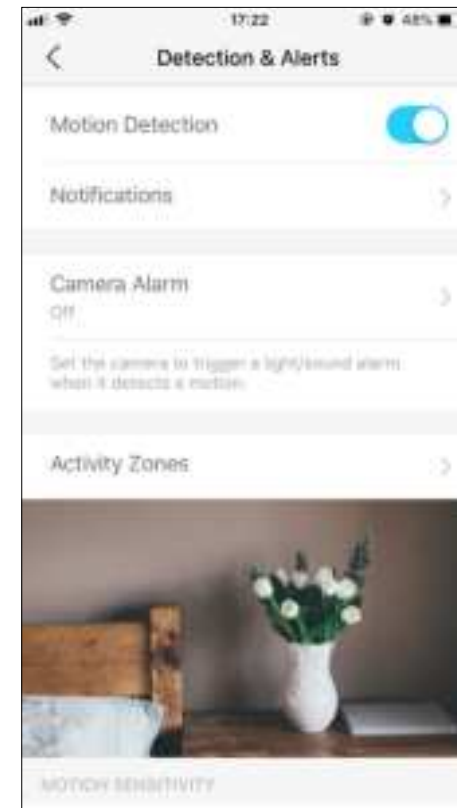 17:22 48%
Detection & Alerts
Motion Detection
Notifications
Camera Alarm
Off
Set the camera to trigger a light/sound alarm
when it detects a motion.
Activity Zones
MOTION SENSITIVITY